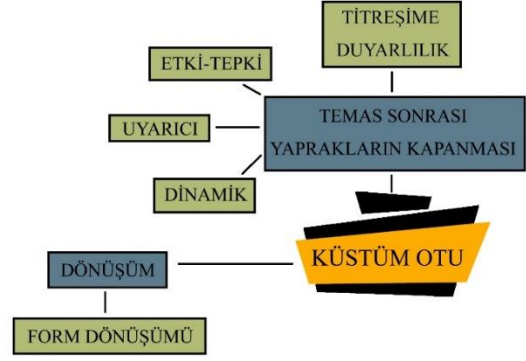 TİTREŞİME
DUYARLILIK
ETKİ-TEPKİ
TEMAS SONRASI
YAPRAKLARIN KAPANMASI
UYARICI
DİNAMİK
KÜSTÜM OTU
DÖNÜŞÜM
FORM DÖNÜŞÜMÜ